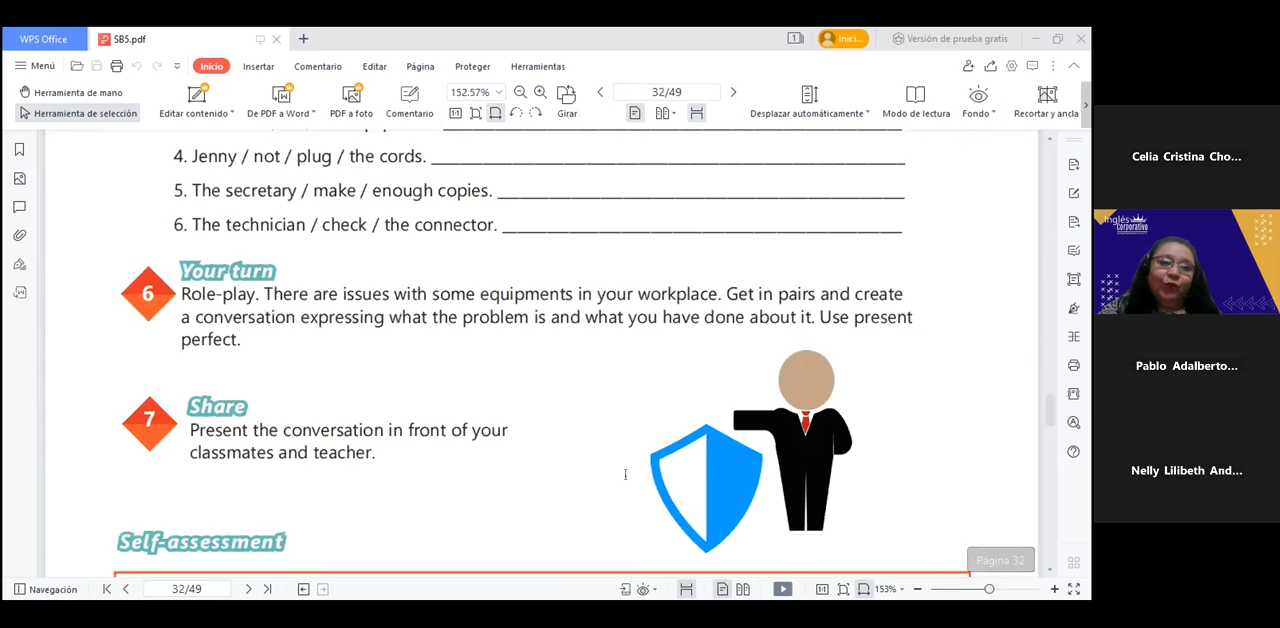 WPS Office
SB5.pdf
Inici...
Versión de prueba gratis
Menú
Inicio
Insertar
Comentario
Editar
Página
Proteger
Herramientas
Herramienta de mano
Herramienta de selección
Editar contenido
De PDF a Word
PDF a foto
Comentario
152.57%
Girar
32/49
Desplazar automáticamente
Modo de lectura
Fondo
Recortar y ancla
4. Jenny / not / plug / the cords.
5. The secretary / make / enough copies.
6. The technician / check / the connector.
6
Your turn
Role-play. There are issues with some equipments in your workplace. Get in pairs and create
a conversation expressing what the problem is and what you have done about it. Use present
perfect.
7
Share
Present the conversation in front of your
classmates and teacher.
Self-assessment
Página 32
Navegación
32/49
153%
Celia Cristina Cho...
Inglés
Corporativo
Pablo Adalberto...
Nelly Lilibeth And...